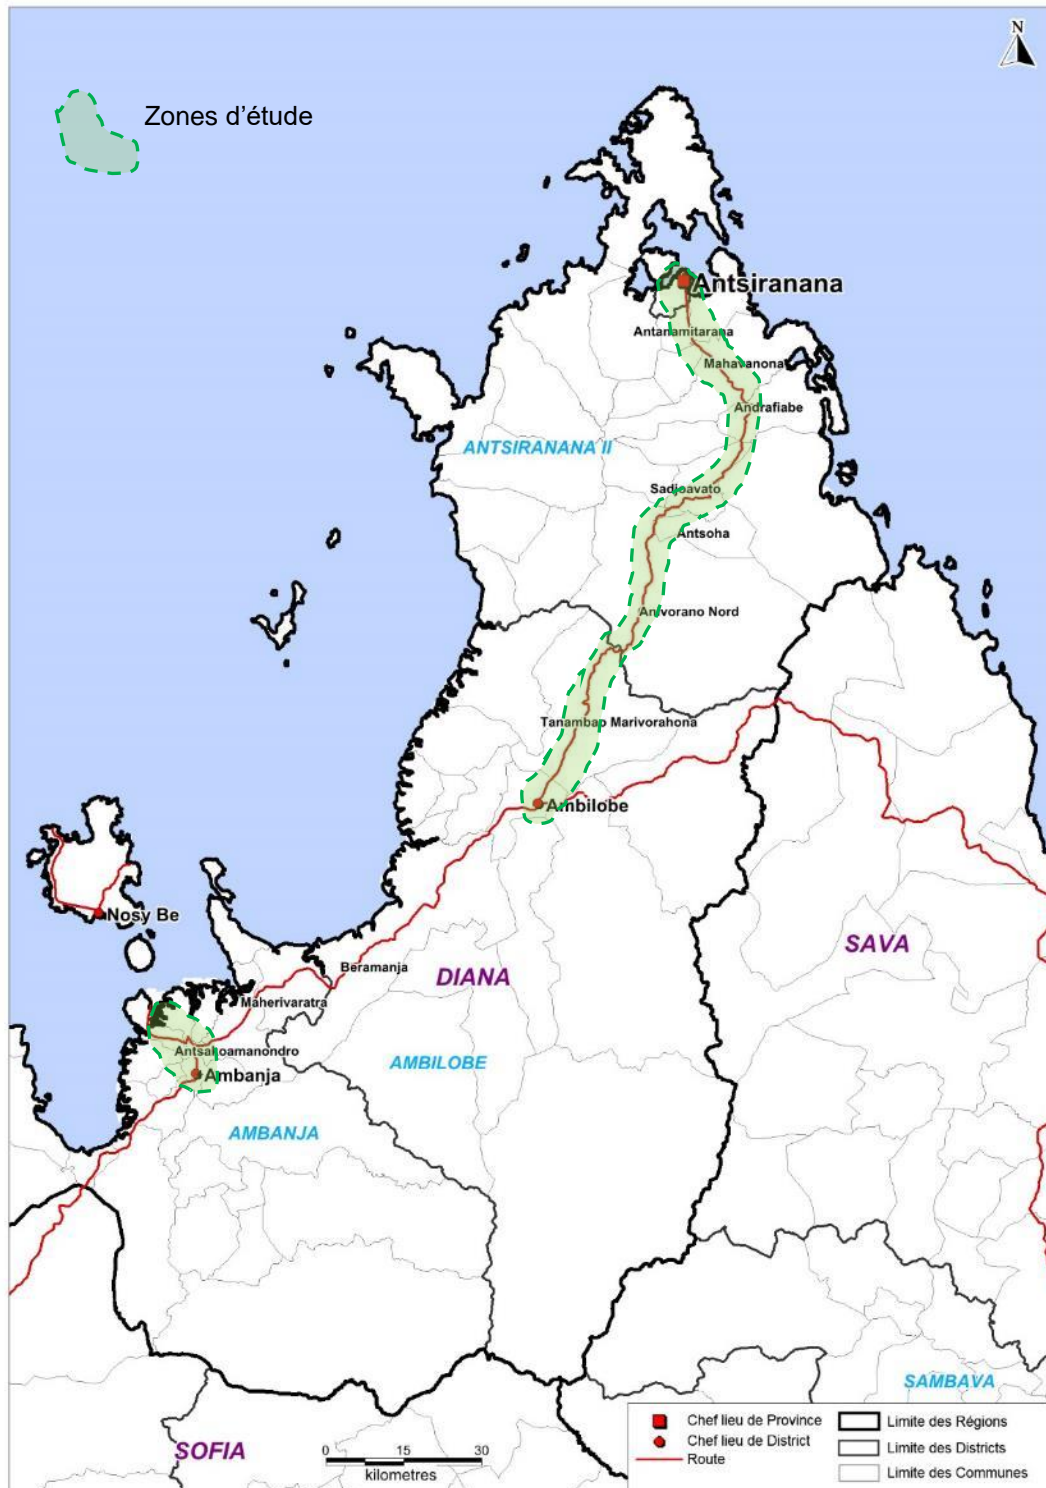 N
Zones d'étude
Antsiranana
Antanamitarana
Mahavanona
Andrafiabe
ANTSIRANANA II
Sadjoavato
Antsoha
Anivorano Nord
Tanambao Marivorahona
Ambilobe
Nosy Be
SAVA
Beramanja
DIANA
Maherivaratra
Antsakoamanondro
AMBILOBE
Ambanja
AMBANJA
SAMBAVA
SOFIA
0 15 30
kilometres
Chef lieu de Province
Chef lieu de District
Route
Limite des Régions
Limite des Districts
Limite des Communes